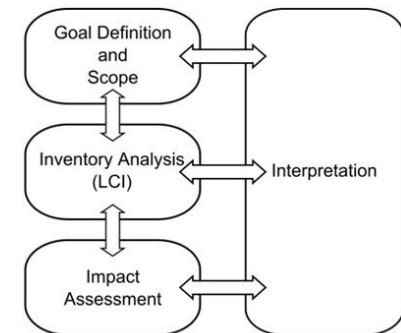 Goal Definition
and
Scope
Inventory Analysis
(LCI)
Interpretation
Impact
Assessment